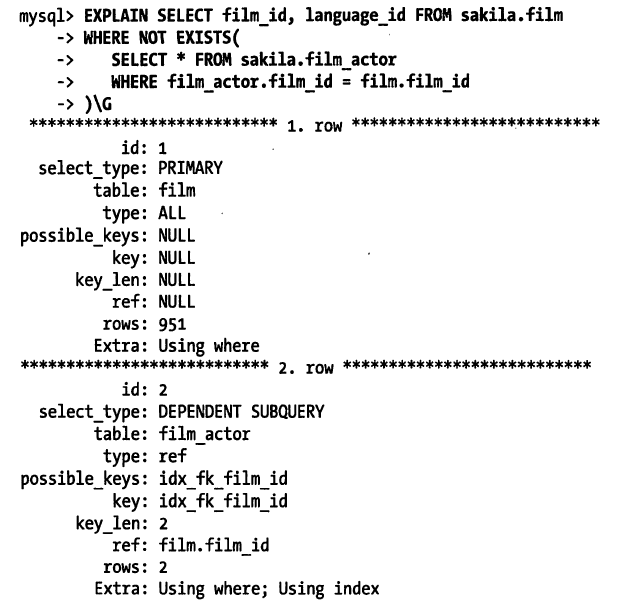 mysql> EXPLAIN SELECT film_id, language_id FROM sakila.film
    -> WHERE NOT EXISTS(
    ->    SELECT * FROM sakila.film_actor
    ->    WHERE film_actor.film_id = film.film_id
    -> )\G
*************************** 1. row ***************************
           id: 1
  select_type: PRIMARY
        table: film
         type: ALL
possible_keys: NULL
          key: NULL
      key_len: NULL
          ref: NULL
         rows: 951
        Extra: Using where
*************************** 2. row ***************************
           id: 2
  select_type: DEPENDENT SUBQUERY
        table: film_actor
         type: ref
possible_keys: idx_fk_film_id
          key: idx_fk_film_id
      key_len: 2
          ref: film.film_id
         rows: 2
        Extra: Using where; Using index